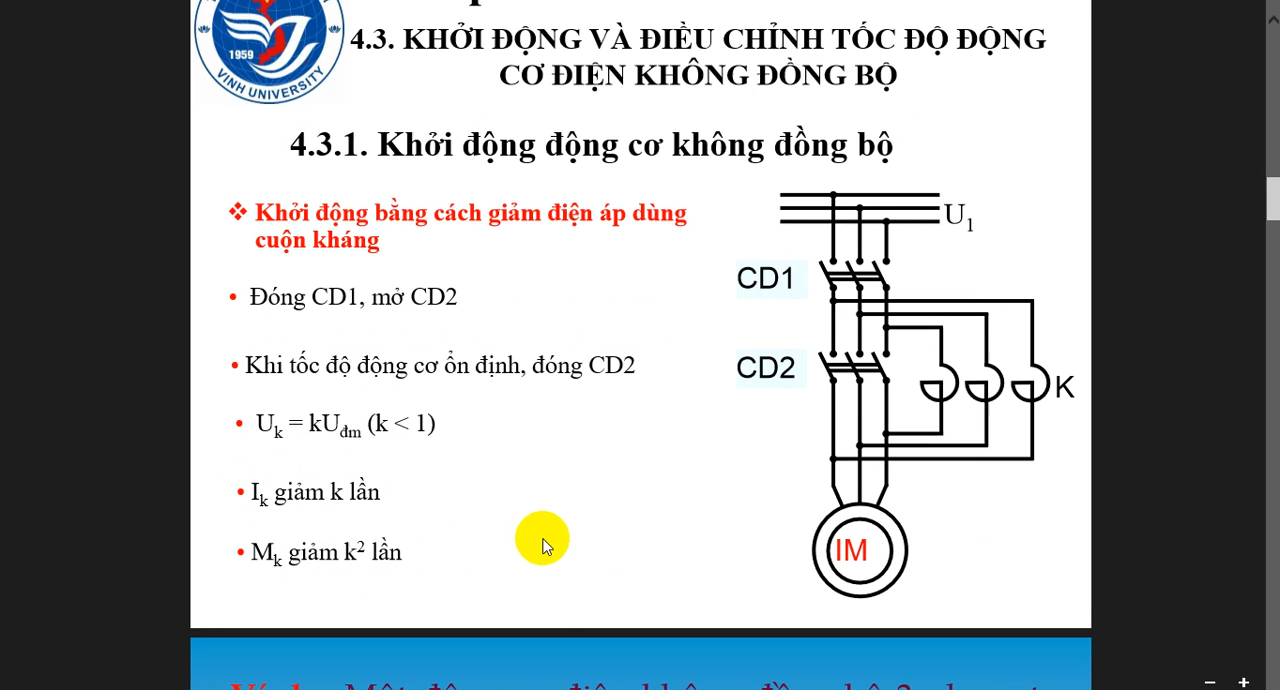 1959
VINH UNIVERSITY
4.3. KHỞI ĐỘNG VÀ ĐIỀU CHỈNH TỐC ĐỘ ĐỘNG
CƠ ĐIỆN KHÔNG ĐỒNG BỘ
4.3.1. Khởi động động cơ không đồng bộ
❖ Khởi động bằng cách giảm điện áp dùng
cuộn kháng
• Đóng CD1, mở CD2
• Khi tốc độ động cơ ổn định, đóng CD2
• Uk = kUđm (k < 1)
• Ik giảm k lần
• Mk giảm k² lần
U1
CD1
CD2
K
IM